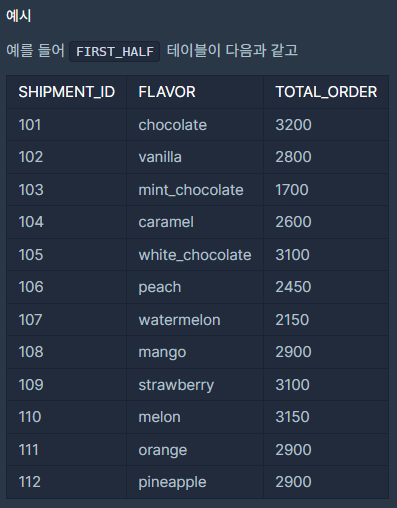 예시
예를 들어 FIRST_HALF 테이블이 다음과 같고
SHIPMENT_ID FLAVOR TOTAL_ORDER
101 chocolate 3200
102 vanilla 2800
103 mint_chocolate 1700
104 caramel 2600
105 white_chocolate 3100
106 peach 2450
107 watermelon 2150
108 mango 2900
109 strawberry 3100
110 melon 3150
111 orange 2900
112 pineapple 2900